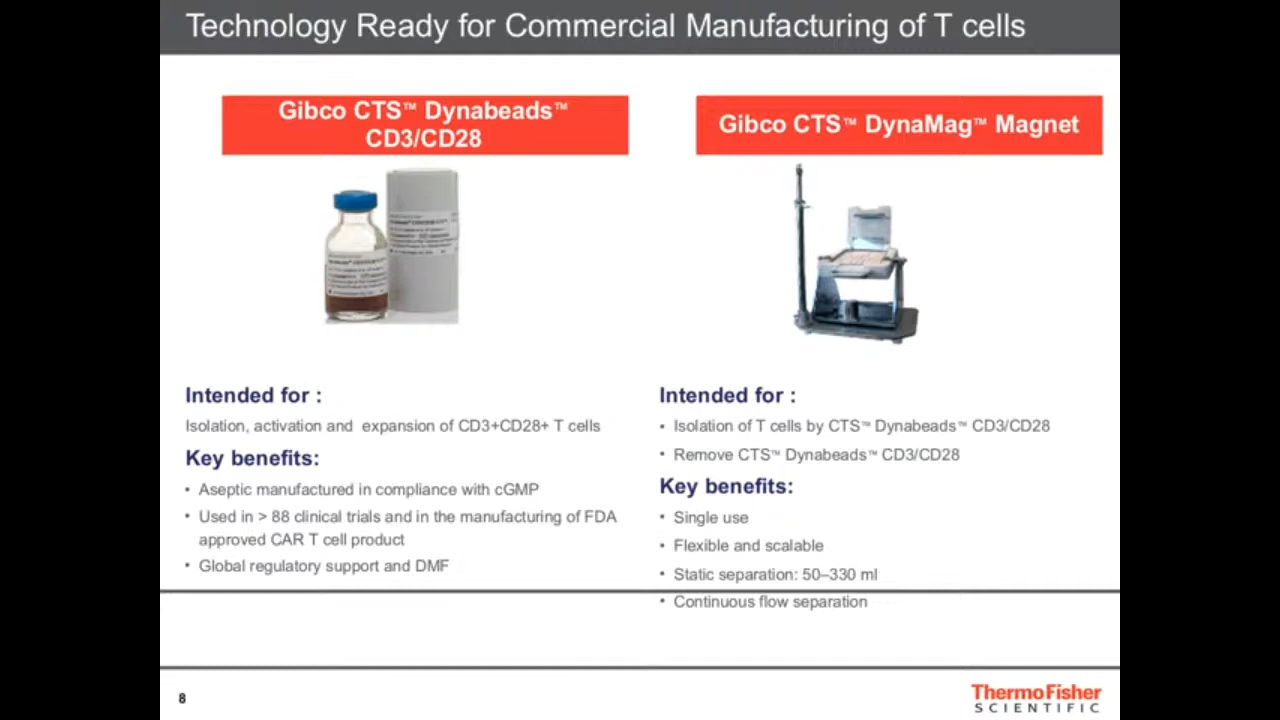 Technology Ready for Commercial Manufacturing of T cells
Gibco CTS™ Dynabeads™
CD3/CD28
Gibco CTS™ DynaMag™ Magnet
Intended for :
Isolation, activation and expansion of CD3+CD28+ T cells
Key benefits:
• Aseptic manufactured in compliance with cGMP
• Used in > 88 clinical trials and in the manufacturing of FDA
approved CAR T cell product
• Global regulatory support and DMF
Intended for :
• Isolation of T cells by CTS™ Dynabeads™ CD3/CD28
• Remove CTS™ Dynabeads™ CD3/CD28
Key benefits:
• Single use
• Flexible and scalable
• Static separation: 50–330 ml
• Continuous flow separation
8
ThermoFisher
SCIENTIFIC